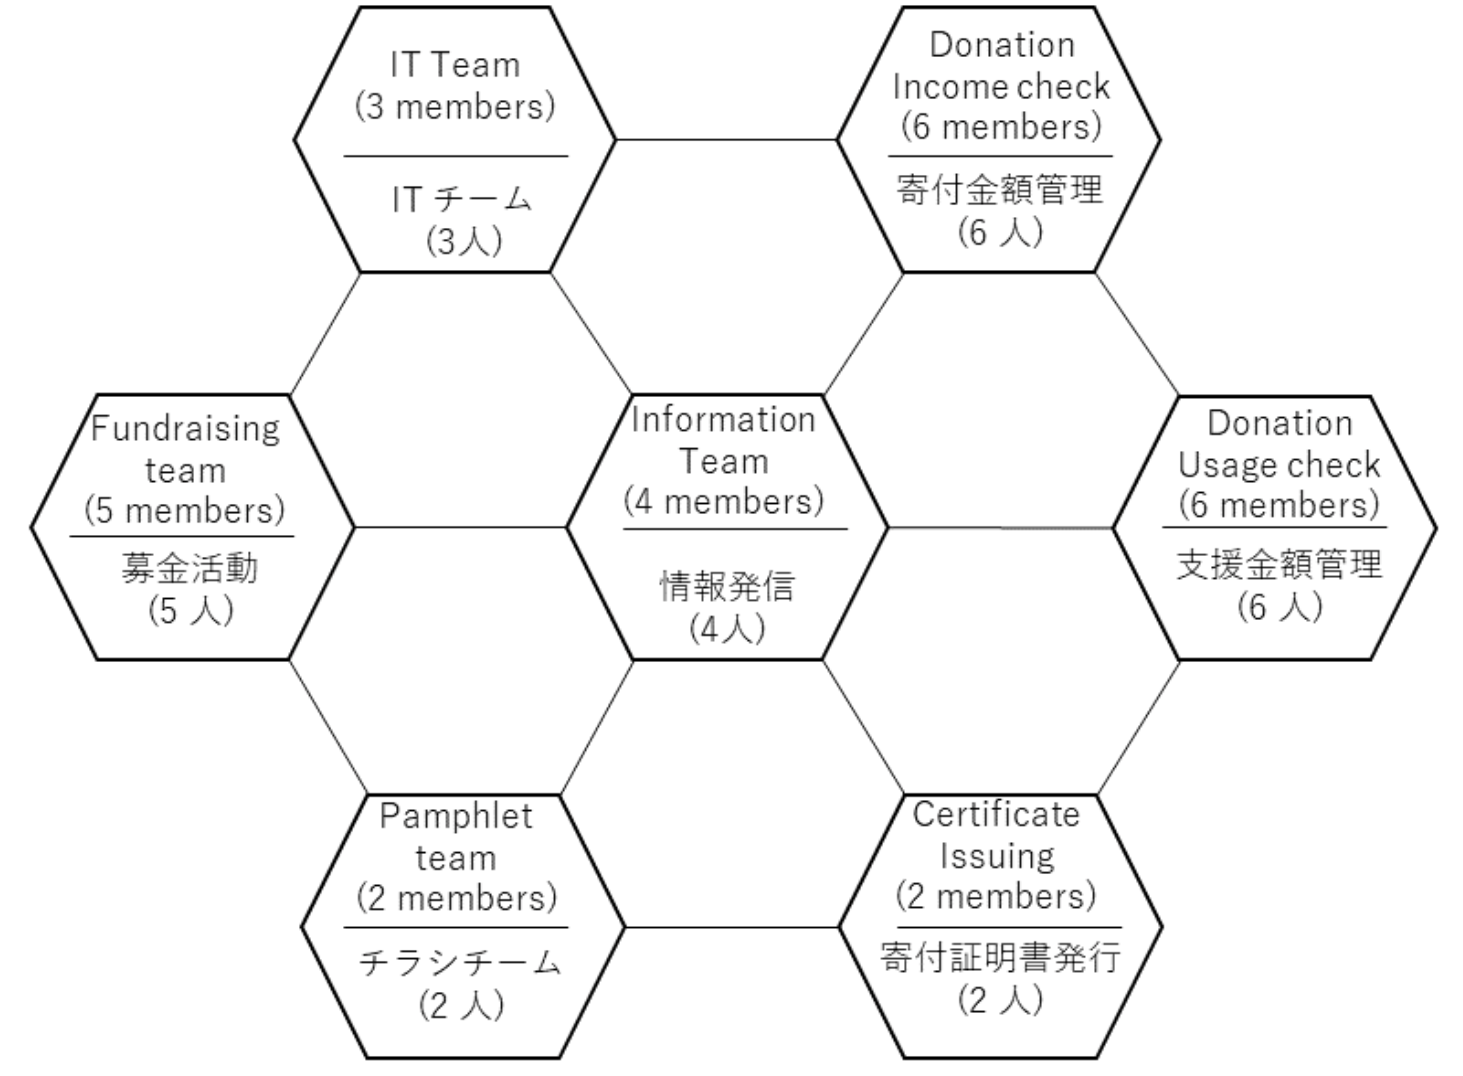 IT Team
(3 members)
IT チーム
(3人)
Donation
Income check
(6 members)
寄付金額管理
(6 人)
Fundraising
team
(5 members)
募金活動
(5 人)
Information
Team
(4 members)
情報発信
(4人)
Donation
Usage check
(6 members)
支援金額管理
(6 人)
Pamphlet
team
(2 members)
チラシチーム
(2 人)
Certificate
Issuing
(2 members)
寄付証明書発行
(2 人)